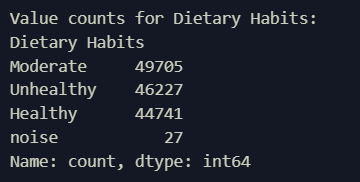 Value counts for Dietary Habits:
Dietary Habits
Moderate     49705
Unhealthy    46227
Healthy      44741
noise           27
Name: count, dtype: int64